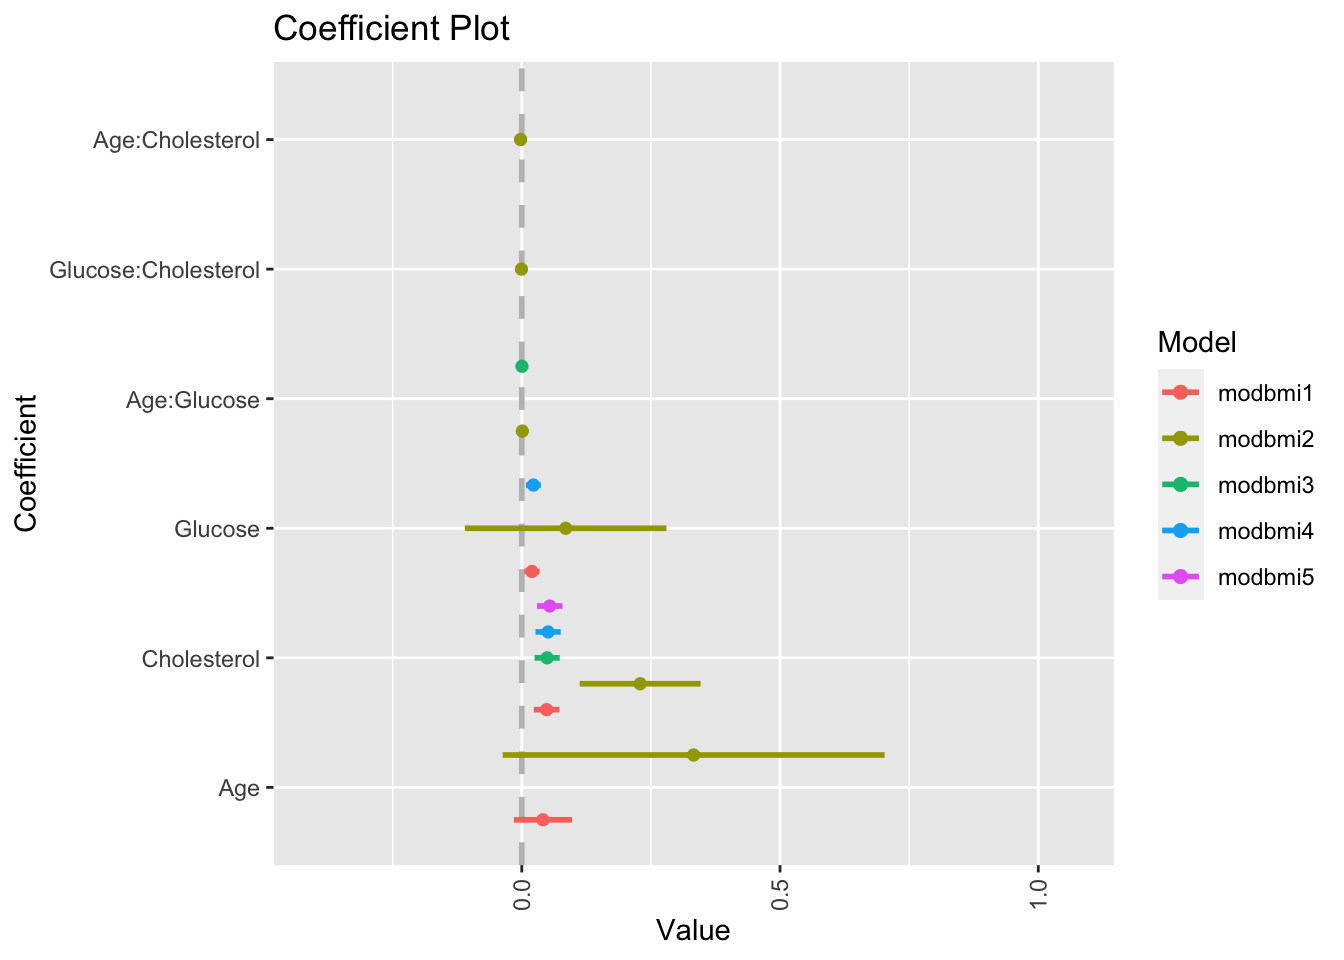 Coefficient Plot
Coefficient
Age:Cholesterol
Glucose:Cholesterol
Age:Glucose
Glucose
Cholesterol
Age
0.0
0.5
1.0
Value
Model
modbmi1
modbmi2
modbmi3
modbmi4
modbmi5